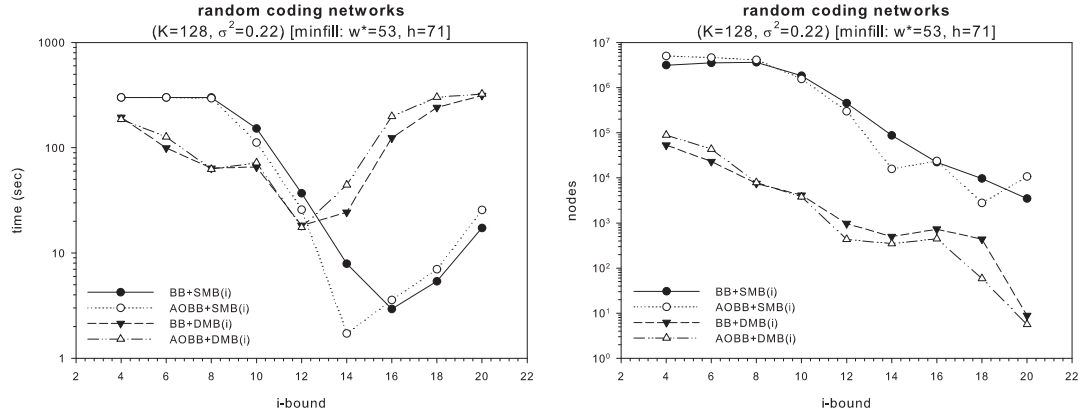 random coding networks
(K=128, σ²=0.22) [minfill: w*=53, h=71]
time (sec)
1000
100
10
1
BB+SMB(i)
AOBB+SMB(i)
BB+DMB(i)
AOBB+DMB(i)
2 4 6 8 10 12 14 16 18 20 22
i-bound
random coding networks
(K=128, σ²=0.22) [minfill: w*=53, h=71]
nodes
10⁷
10⁶
10⁵
10⁴
10³
10²
10¹
10⁰
BB+SMB(i)
AOBB+SMB(i)
BB+DMB(i)
AOBB+DMB(i)
2 4 6 8 10 12 14 16 18 20 22
i-bound